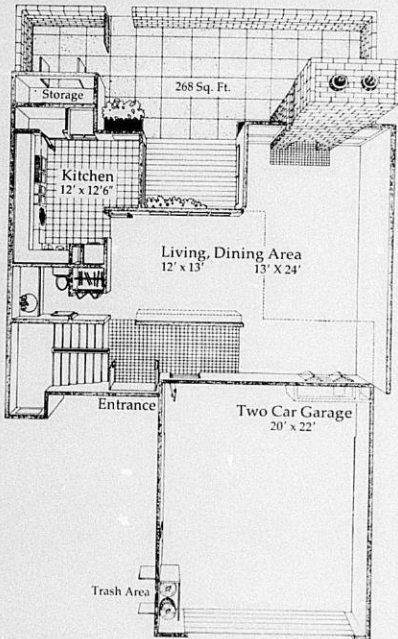 268 Sq. Ft.
Storage
Kitchen
12' x 12'6"
Living, Dining Area
12' x 13' 13' X 24'
Entrance
Two Car Garage
20' x 22'
Trash Area